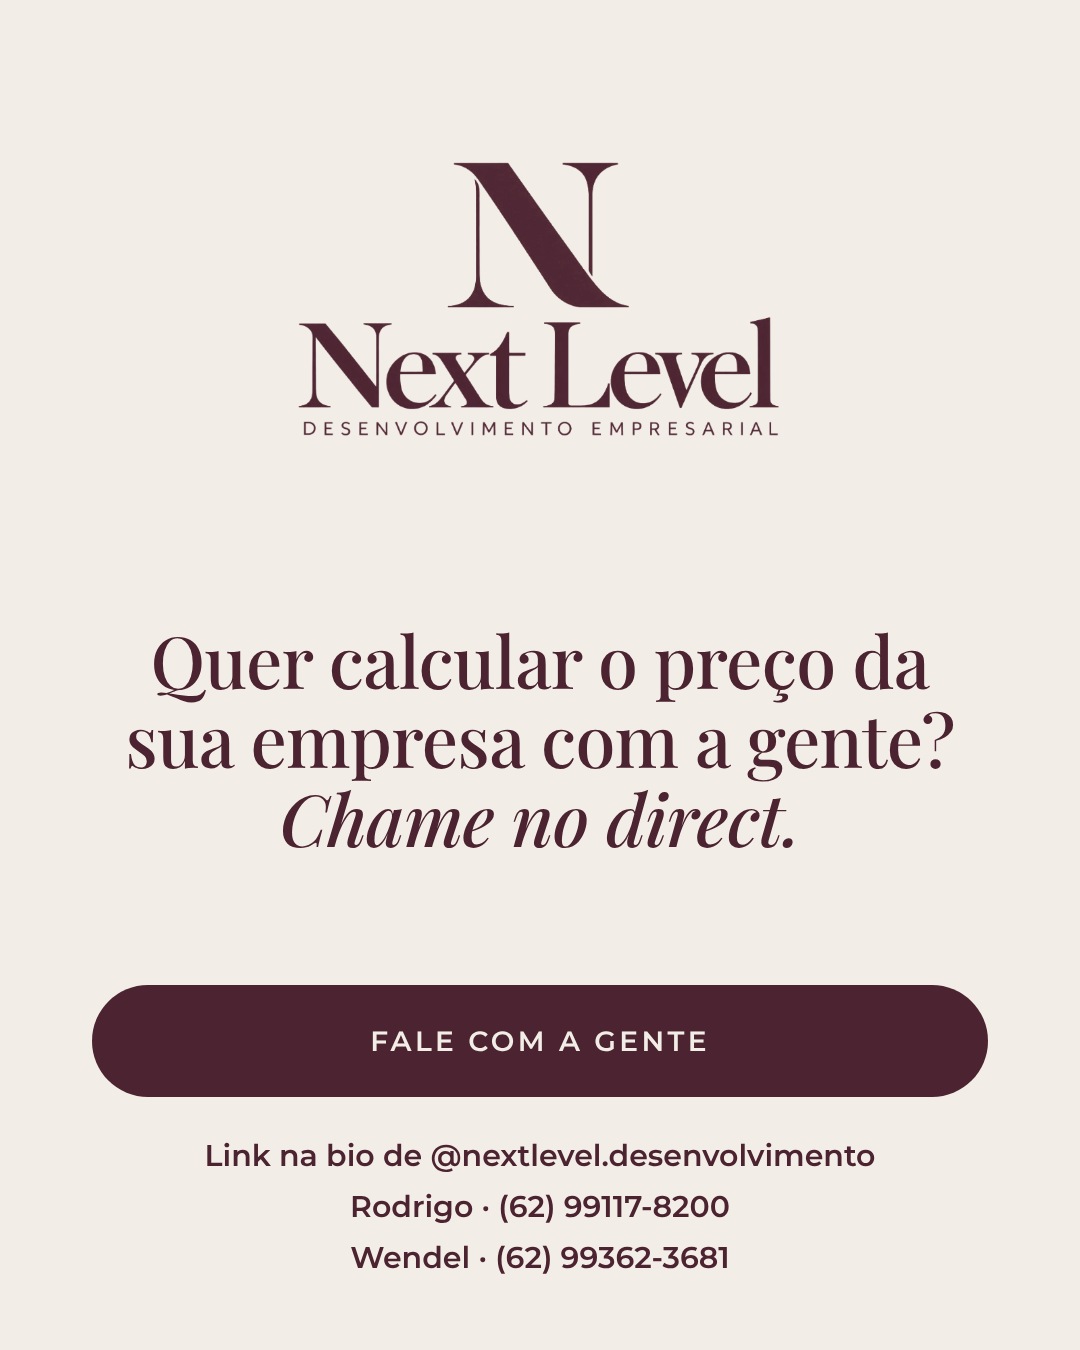 N
Next Level
DESENVOLVIMENTO EMPRESARIAL
Quer calcular o preço da
sua empresa com a gente?
Chame no direct.
FALE COM A GENTE
Link na bio de @nextlevel.desenvolvimento
Rodrigo · (62) 99117-8200
Wendel · (62) 99362-3681